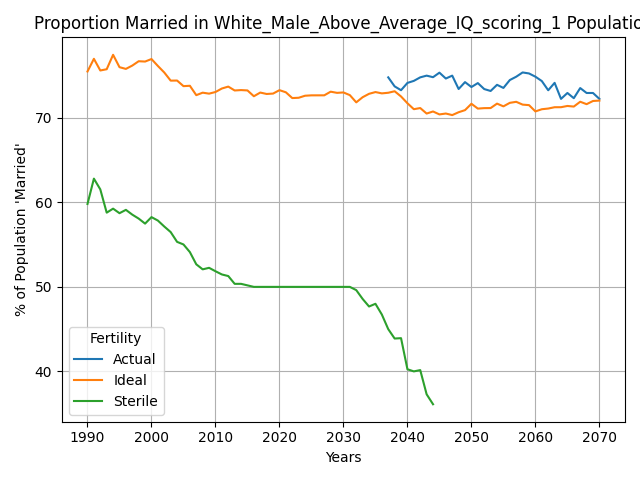 Proportion Married in White_Male_Above_Average_IQ_scoring_1 Populatio
% of Population 'Married'
70
60
50
40
Fertility
Actual
Ideal
Sterile
1990 2000 2010 2020 2030 2040 2050 2060 2070
Years